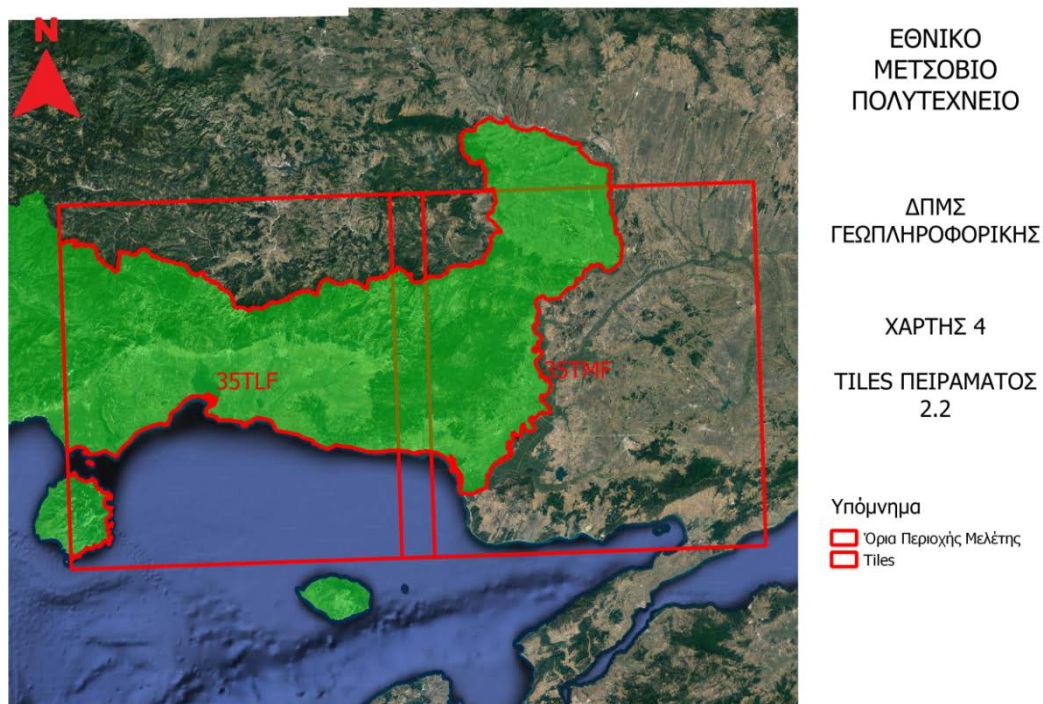 N
35TLF
35TMF
ΕΘΝΙΚΟ
ΜΕΤΣΟΒΙΟ
ΠΟΛΥΤΕΧΝΕΙΟ
ΔΠΜΣ
ΓΕΩΠΛΗΡΟΦΟΡΙΚΗΣ
ΧΑΡΤΗΣ 4
TILES ΠΕΙΡΑΜΑΤΟΣ
2.2
Υπόμνημα
Όρια Περιοχής Μελέτης
Tiles